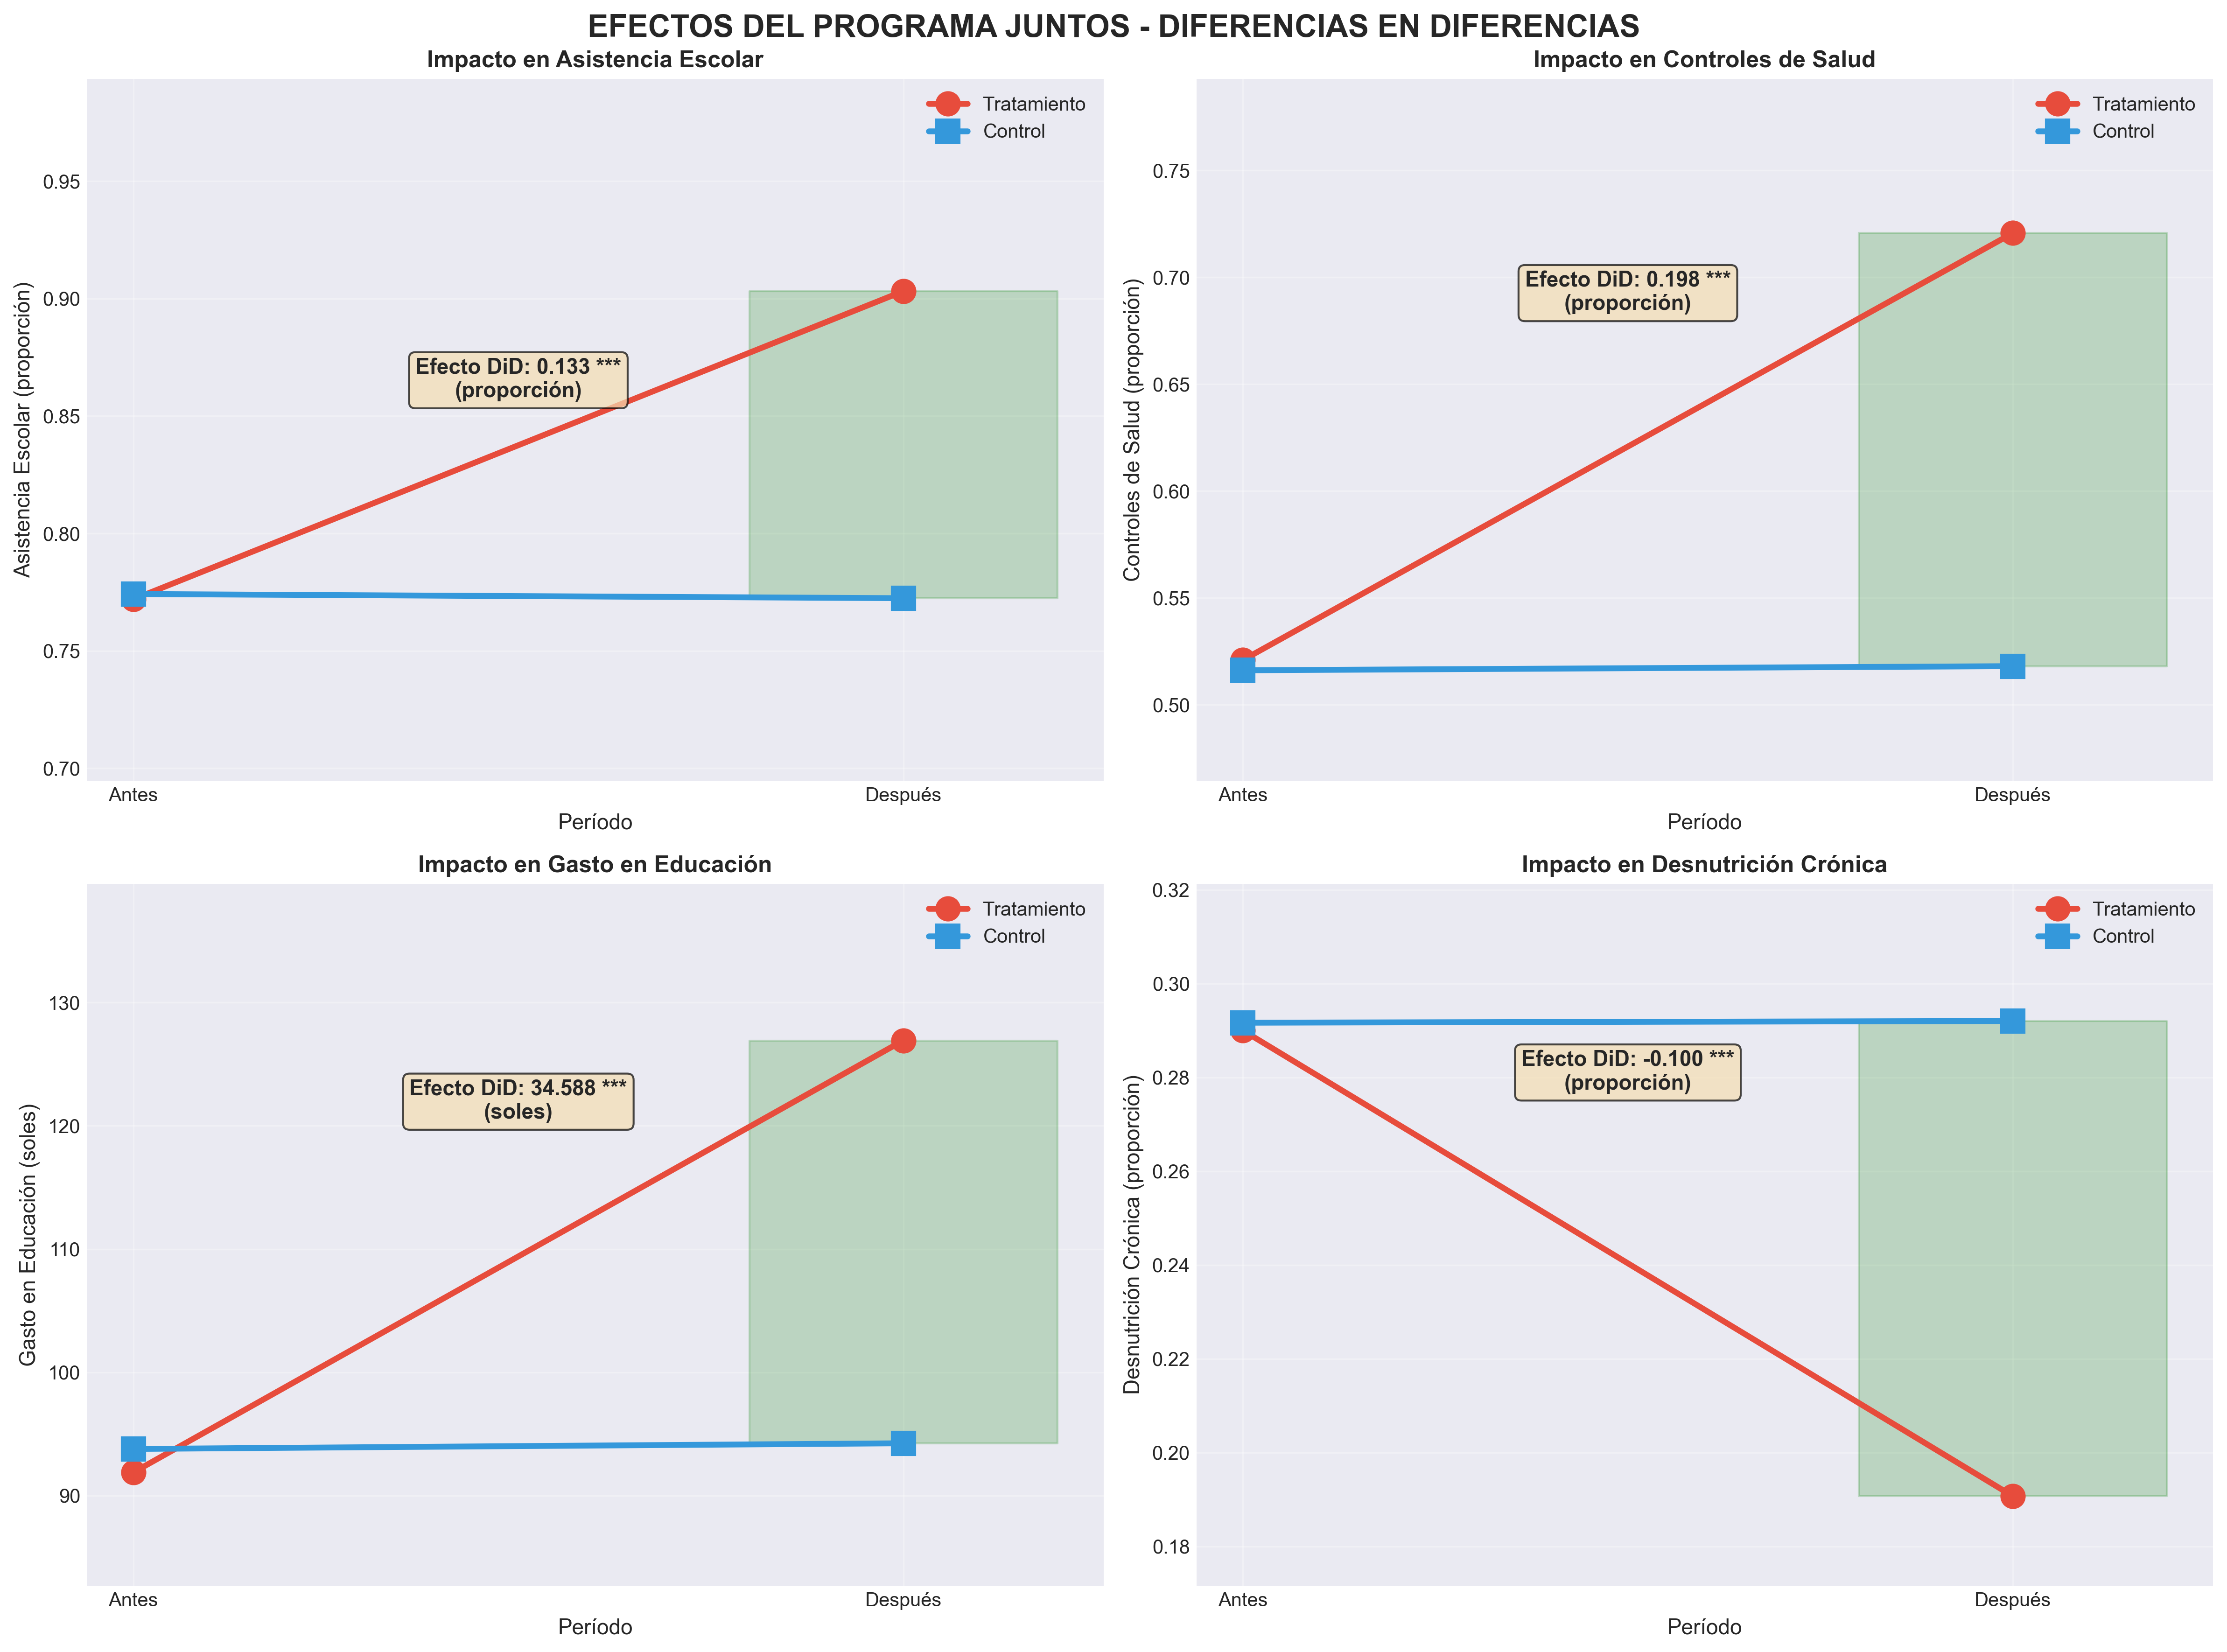 EFECTOS DEL PROGRAMA JUNTOS - DIFERENCIAS EN DIFERENCIAS
Impacto en Asistencia Escolar
Tratamiento
Control
Efecto DiD: 0.133 ***
(proporción)
Asistencia Escolar (proporción)
0.95
0.90
0.85
0.80
0.75
0.70
Antes
Después
Período
Impacto en Controles de Salud
Tratamiento
Control
Efecto DiD: 0.198 ***
(proporción)
Controles de Salud (proporción)
0.75
0.70
0.65
0.60
0.55
0.50
Antes
Después
Período
Impacto en Gasto en Educación
Tratamiento
Control
Efecto DiD: 34.588 ***
(soles)
Gasto en Educación (soles)
130
120
110
100
90
Antes
Después
Período
Impacto en Desnutrición Crónica
Tratamiento
Control
Efecto DiD: -0.100 ***
(proporción)
Desnutrición Crónica (proporción)
0.32
0.30
0.28
0.26
0.24
0.22
0.20
0.18
Antes
Después
Período